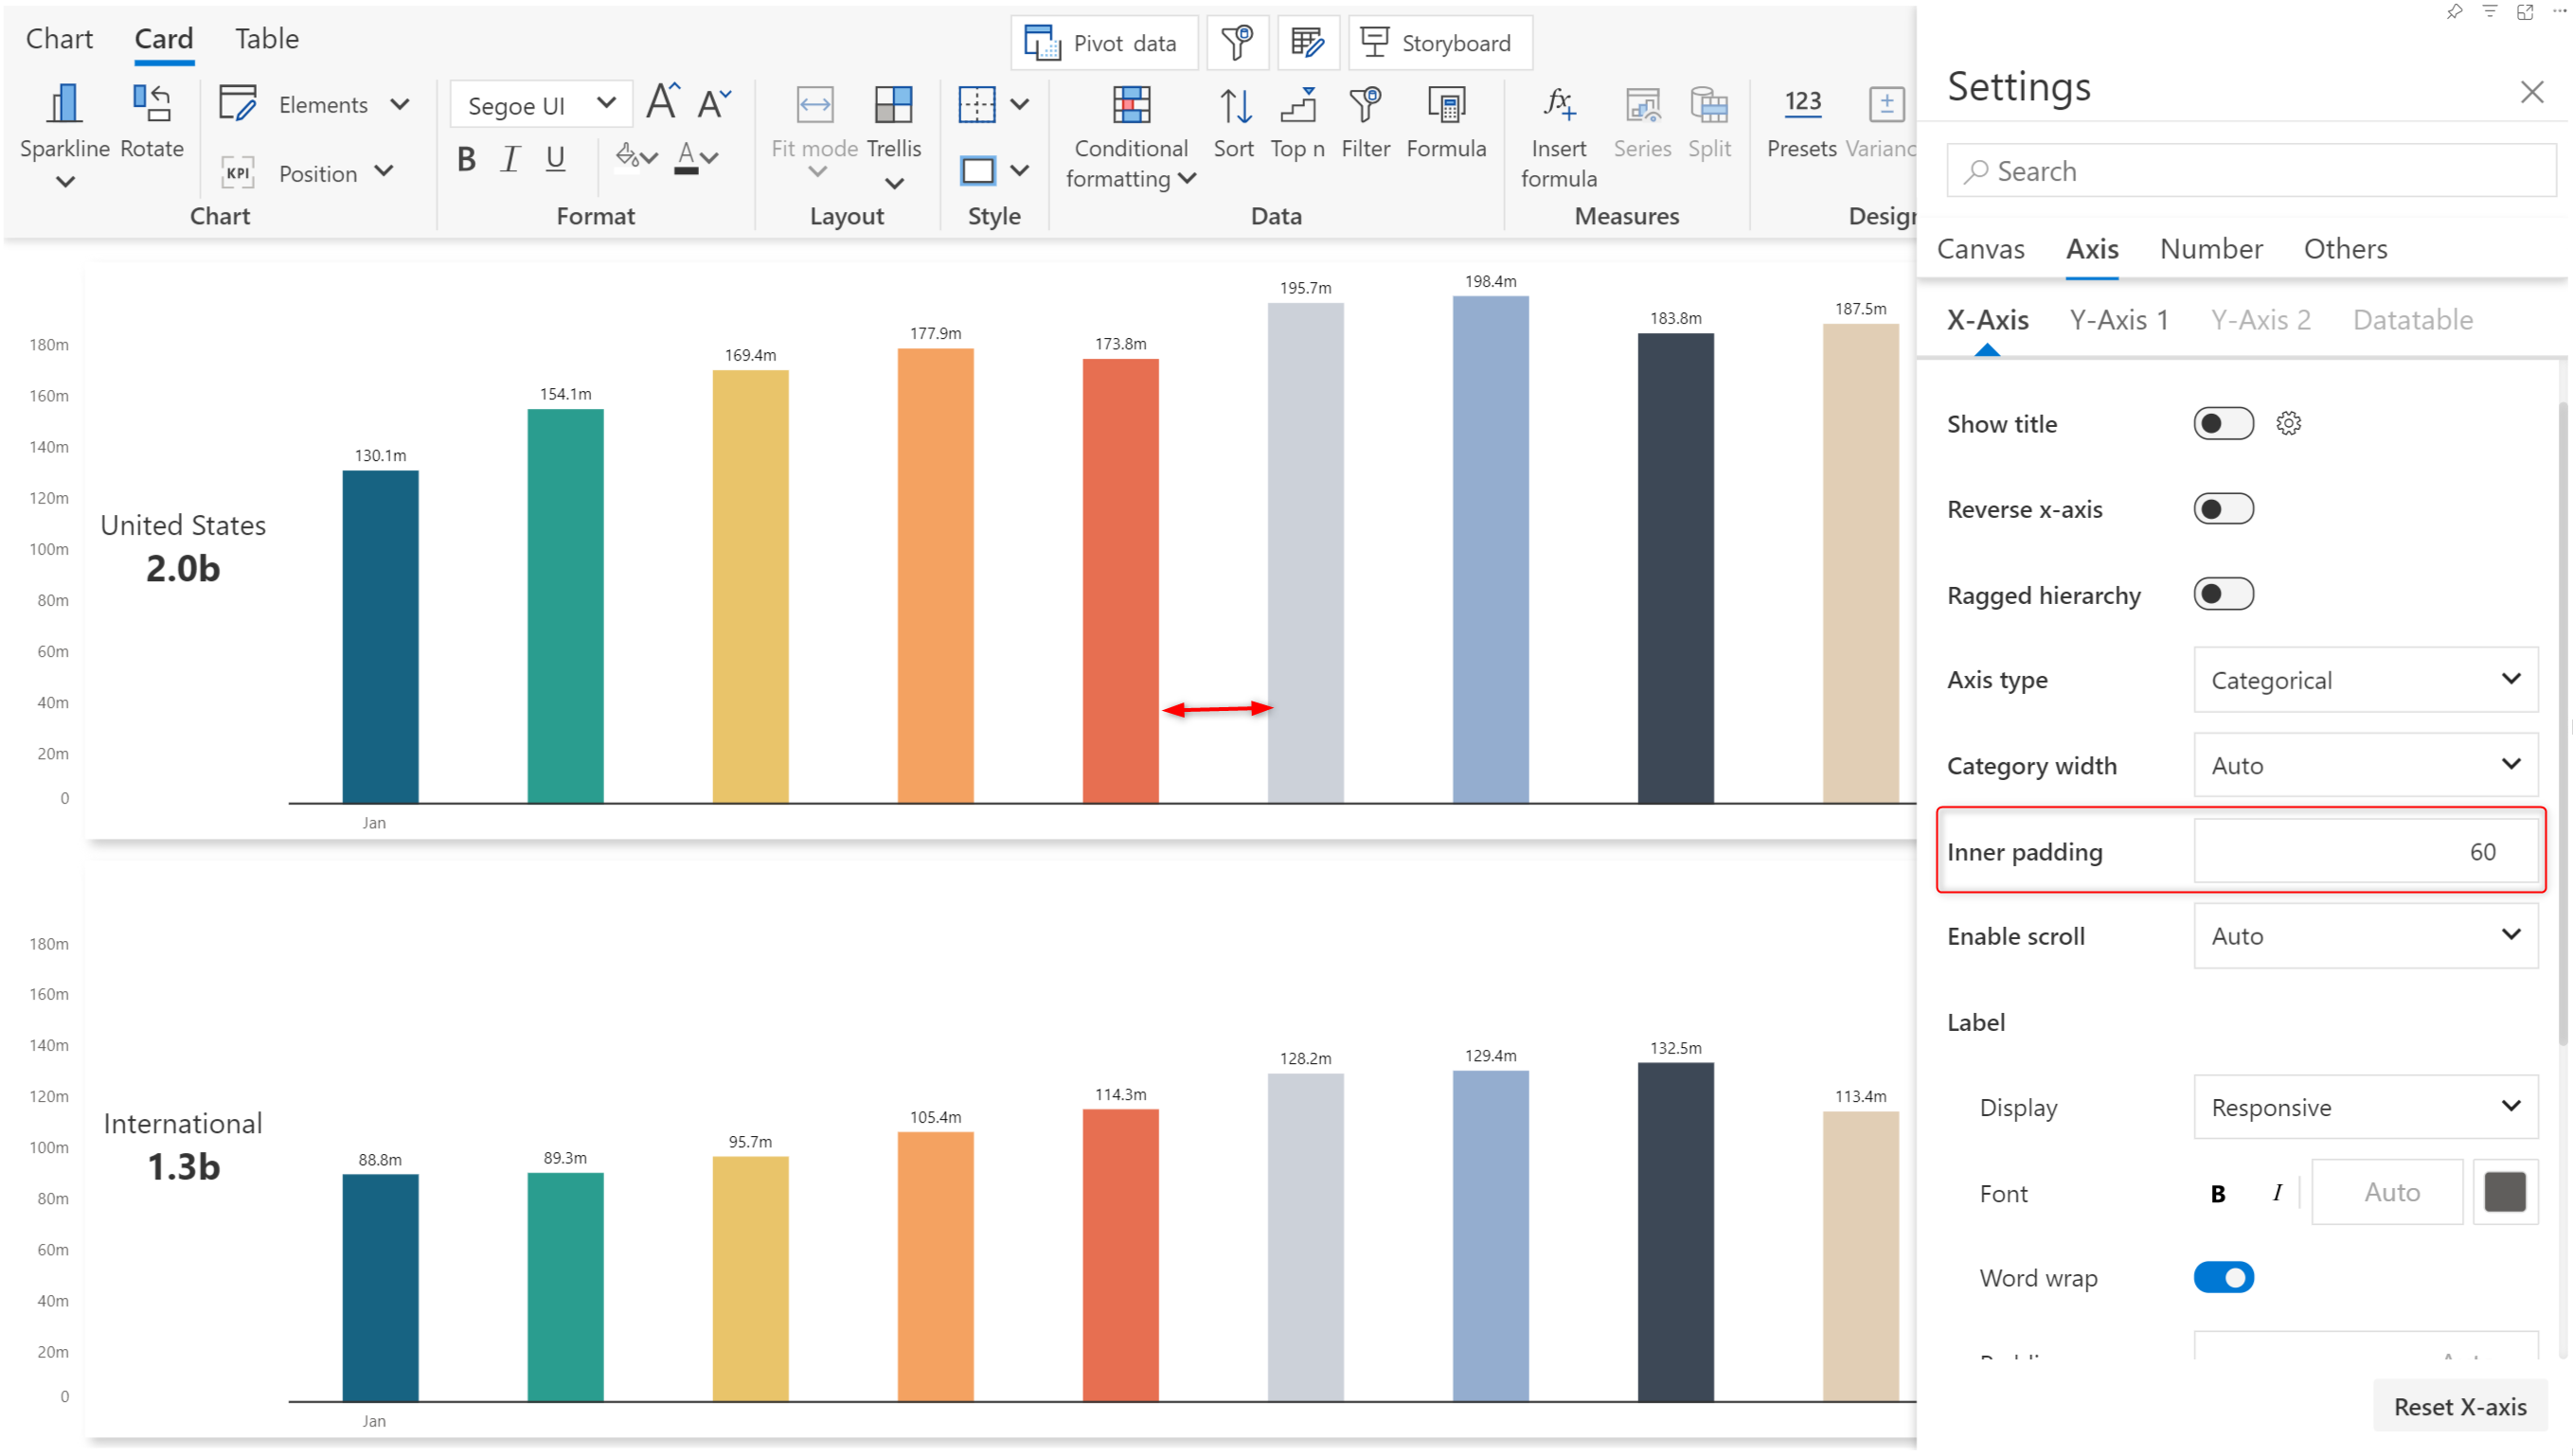 Chart Card Table
Pivot data
Storyboard
Settings
Search
Sparkline Rotate
Elements
KPI Position
Segoe UI
A A
B I U A
Fit mode Trellis
Conditional formatting
Sort Top n Filter Formula
fx
Insert formula
Series Split
123
Presets Varianc
Chart Format Layout Style Data Measures Design
Canvas Axis Number Others
X-Axis Y-Axis 1 Y-Axis 2 Datatable
180m
160m
140m
120m
100m
80m
60m
40m
20m
0
United States
2.0b
130.1m
154.1m
169.4m
177.9m
173.8m
195.7m
198.4m
183.8m
187.5m
Jan
180m
160m
140m
120m
100m
80m
60m
40m
20m
0
International
1.3b
88.8m
89.3m
95.7m
105.4m
114.3m
128.2m
129.4m
132.5m
113.4m
Jan
Show title
Reverse x-axis
Ragged hierarchy
Axis type Categorical
Category width Auto
Inner padding 60
Enable scroll Auto
Label
Display Responsive
Font B I Auto
Word wrap
Reset X-axis